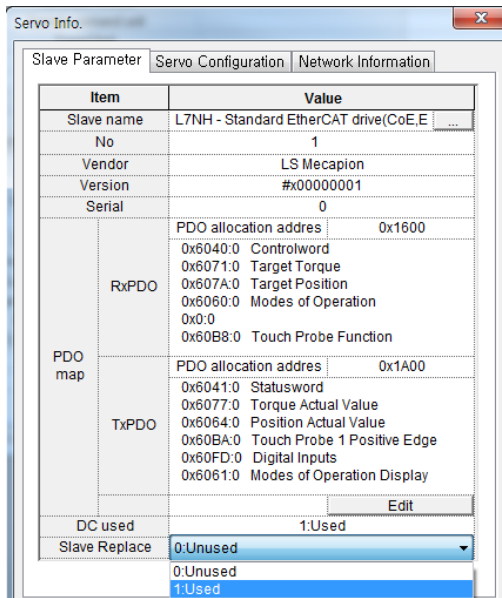 Servo Info.
Slave Parameter Servo Configuration Network Information
Item Value
Slave name L7NH - Standard EtherCAT drive(CoE,E ...
No 1
Vendor LS Mecapion
Version #x00000001
Serial 0
PDO map
RxPDO
PDO allocation addres 0x1600
0x6040:0 Controlword
0x6071:0 Target Torque
0x607A:0 Target Position
0x6060:0 Modes of Operation
0x0:0
0x60B8:0 Touch Probe Function
TxPDO
PDO allocation addres 0x1A00
0x6041:0 Statusword
0x6077:0 Torque Actual Value
0x6064:0 Position Actual Value
0x60BA:0 Touch Probe 1 Positive Edge
0x60FD:0 Digital Inputs
0x6061:0 Modes of Operation Display
Edit
DC used 1:Used
Slave Replace 0:Unused
0:Unused
1:Used